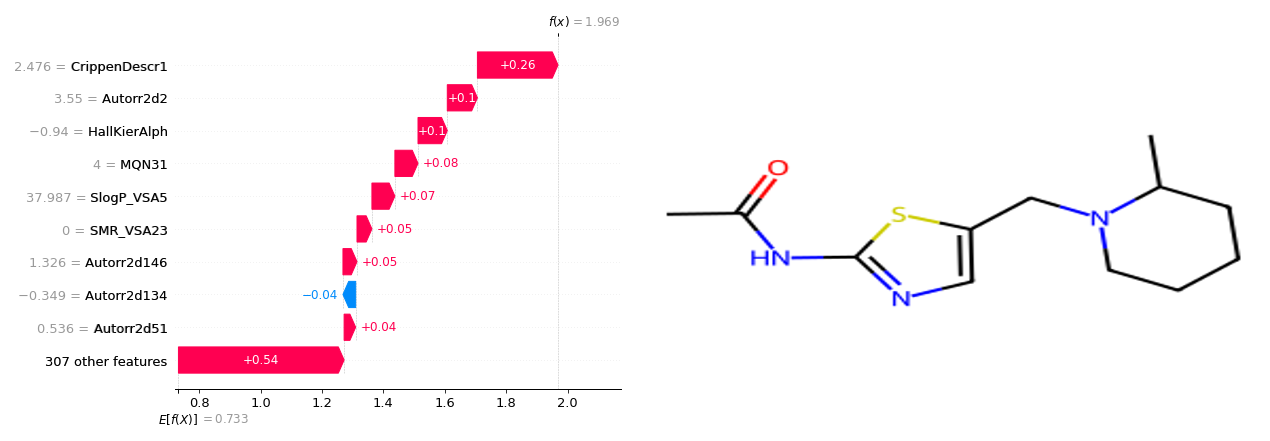 f(x) = 1.969
2.476 = CrippenDescr1
+0.26
3.55 = Autorr2d2
+0.1
−0.94 = HallKierAlph
+0.1
4 = MQN31
+0.08
37.987 = SlogP_VSA5
+0.07
0 = SMR_VSA23
+0.05
1.326 = Autorr2d146
+0.05
−0.349 = Autorr2d134
−0.04
0.536 = Autorr2d51
+0.04
307 other features
+0.54
0.8 1.0 1.2 1.4 1.6 1.8 2.0
E[f(X)] = 0.733
O
S
HN
N
N